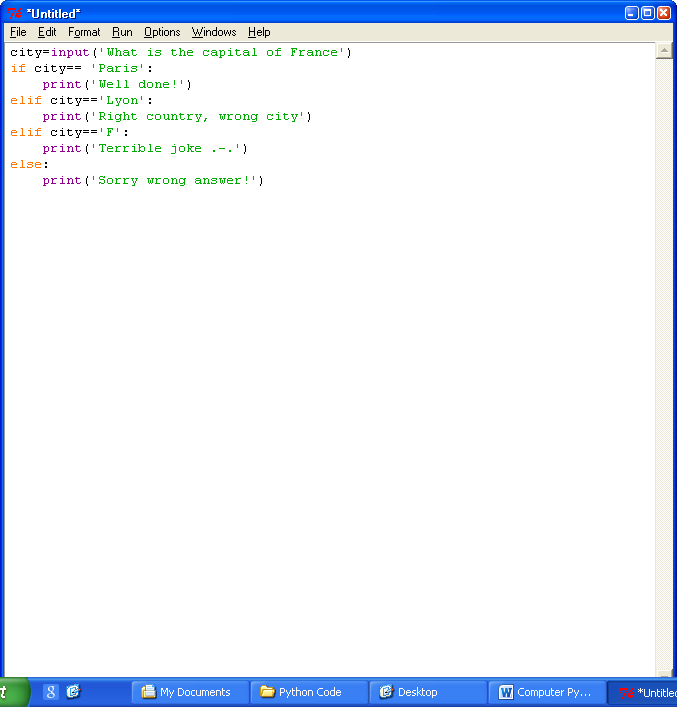 *Untitled*
File Edit Format Run Options Windows Help
city=input('What is the capital of France')
if city== 'Paris':
    print('Well done!')
elif city=='Lyon':
    print('Right country, wrong city')
elif city=='F':
    print('Terrible joke .-.')
else:
    print('Sorry wrong answer!')
t 8 My Documents Python Code Desktop W Computer Py... *Untitled